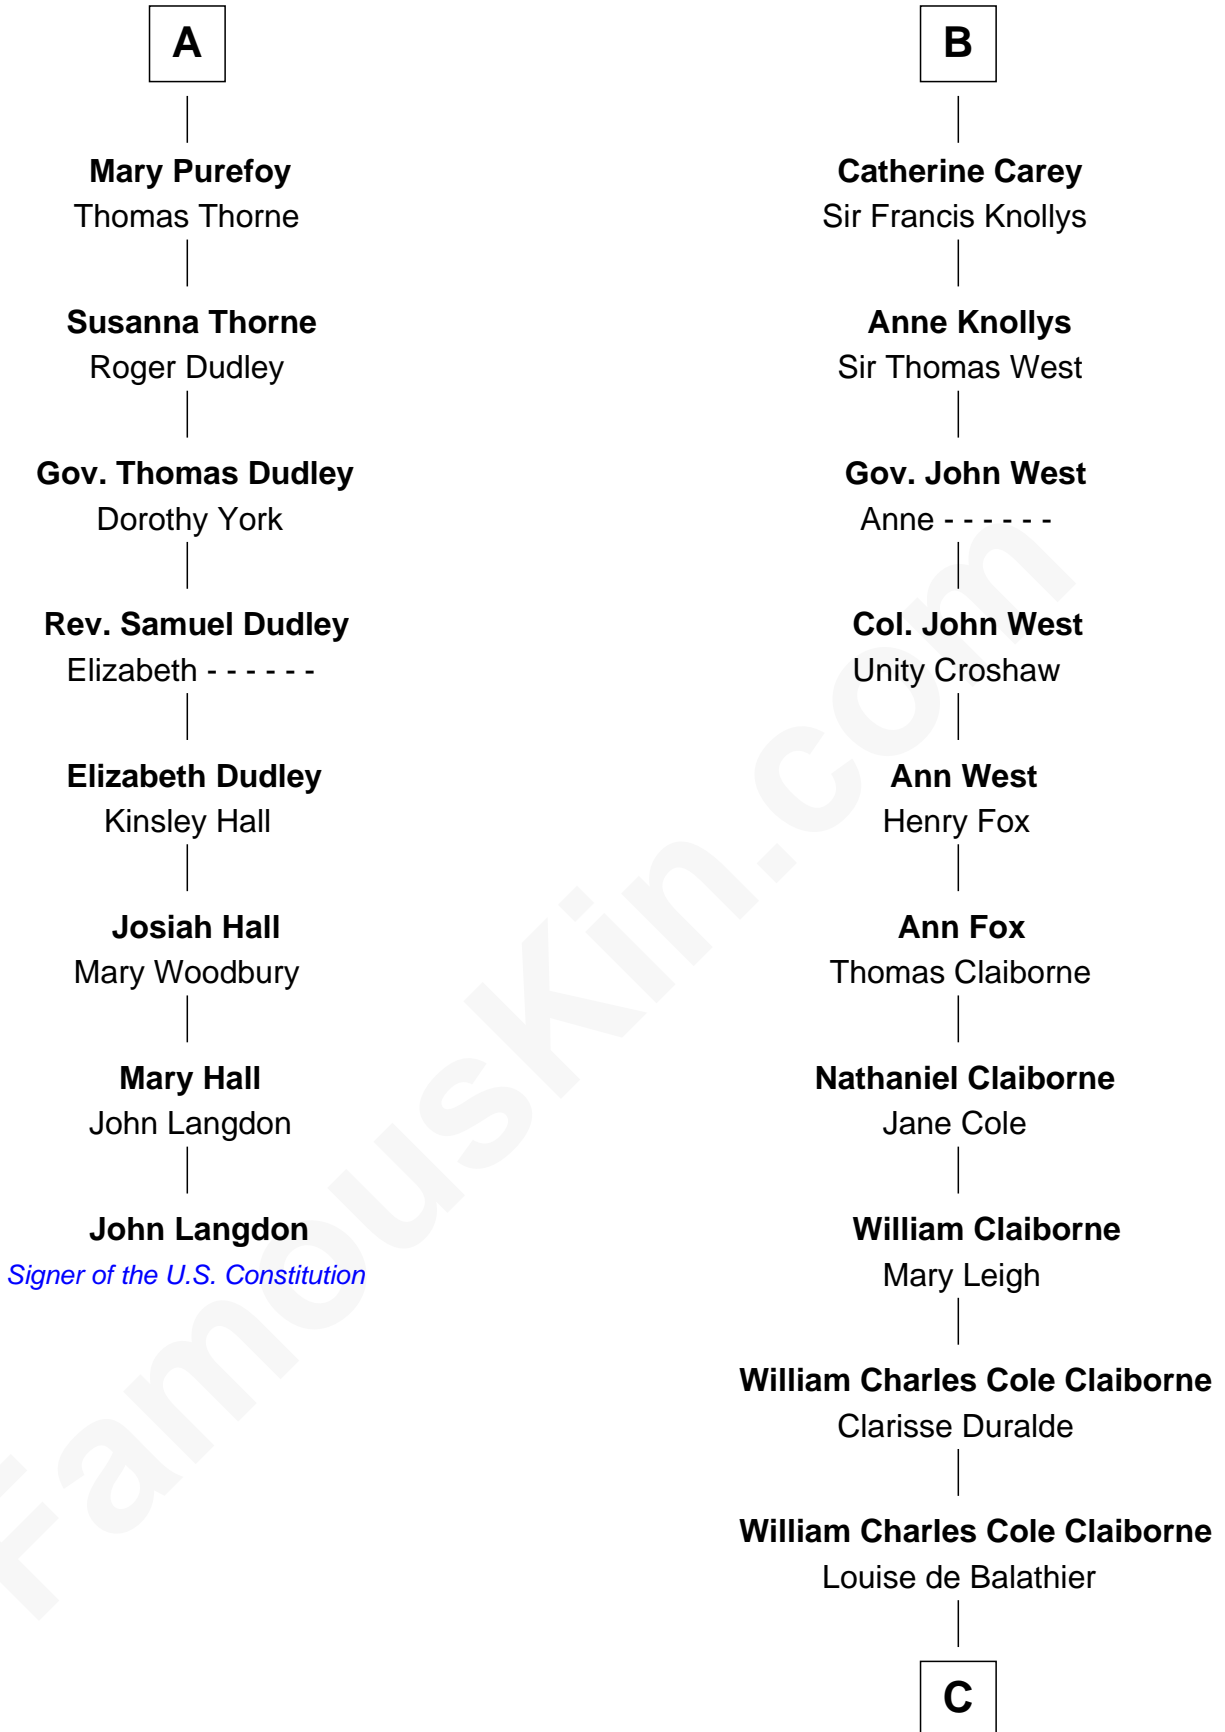 A
Mary Purefoy
Thomas Thorne
Susanna Thorne
Roger Dudley
Gov. Thomas Dudley
Dorothy York
Rev. Samuel Dudley
Elizabeth - - - - - -
Elizabeth Dudley
Kinsley Hall
Josiah Hall
Mary Woodbury
Mary Hall
John Langdon
John Langdon
Signer of the U.S. Constitution
B
Catherine Carey
Sir Francis Knollys
Anne Knollys
Sir Thomas West
Gov. John West
Anne - - - - - -
Col. John West
Unity Croshaw
Ann West
Henry Fox
Ann Fox
Thomas Claiborne
Nathaniel Claiborne
Jane Cole
William Claiborne
Mary Leigh
William Charles Cole Claiborne
Clarisse Duralde
William Charles Cole Claiborne
Louise de Balathier
C
FamousKin.com